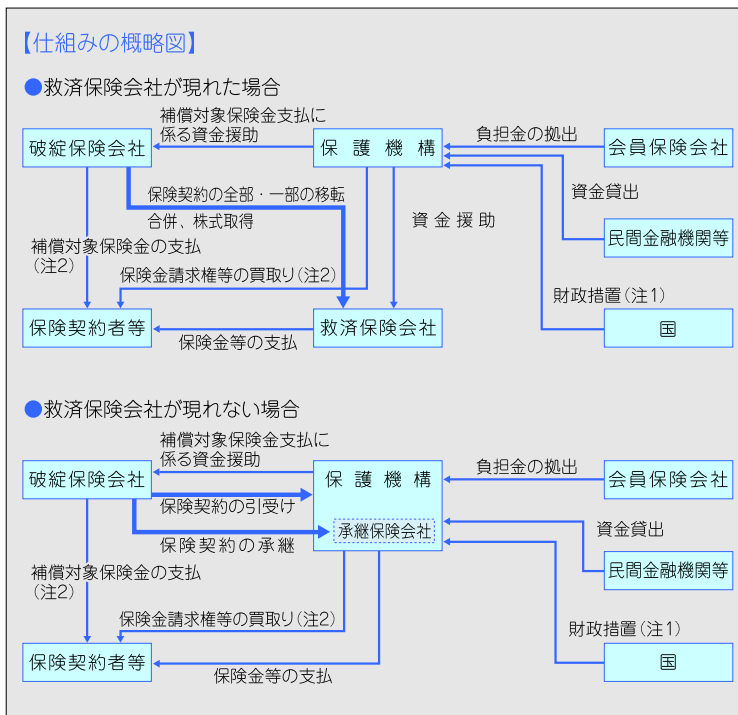 【仕組みの概略図】
●救済保険会社が現れた場合
補償対象保険金支払に
係る資金援助
破綻保険会社
保護機構
負担金の拠出
会員保険会社
保険契約の全部・一部の移転
合併、株式取得
資金援助
資金貸出
民間金融機関等
補償対象保険金の支払
(注2)
保険金請求権等の買取り(注2)
財政措置(注1)
保険契約者等
保険金等の支払
救済保険会社
国
●救済保険会社が現れない場合
補償対象保険金支払に
係る資金援助
破綻保険会社
保護機構
負担金の拠出
会員保険会社
保険契約の引受け
承継保険会社
保険契約の承継
資金貸出
民間金融機関等
補償対象保険金の支払
(注2)
保険金請求権等の買取り(注2)
財政措置(注1)
保険契約者等
保険金等の支払
国